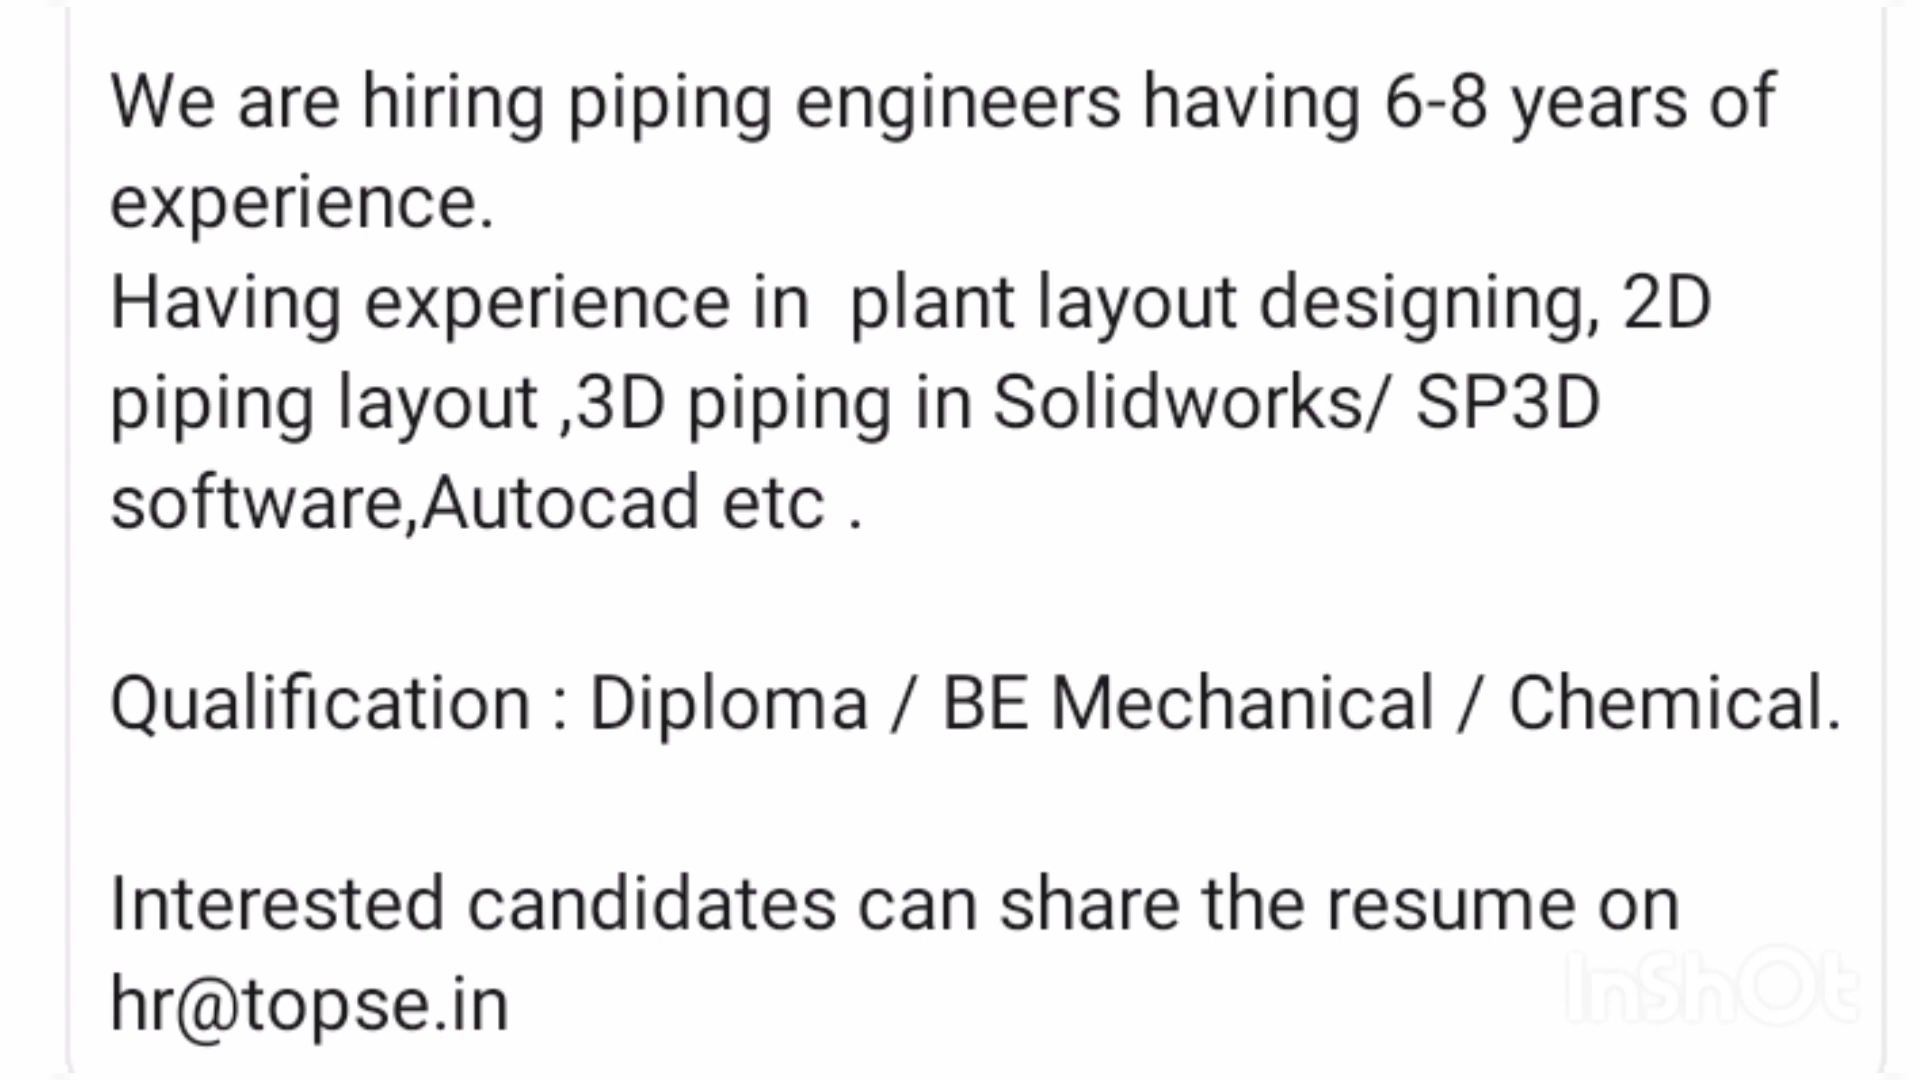 We are hiring piping engineers having 6-8 years of
experience.
Having experience in  plant layout designing, 2D
piping layout ,3D piping in Solidworks/ SP3D
software,Autocad etc .
Qualification : Diploma / BE Mechanical / Chemical.
Interested candidates can share the resume on
hr@topse.in
InShOt